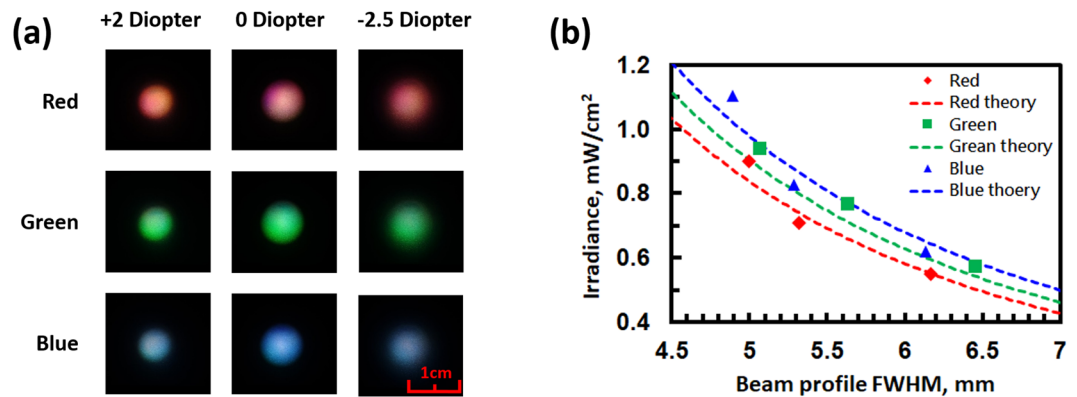 (a)
+2 Diopter 0 Diopter -2.5 Diopter
Red
Green
Blue
1cm
(b)
Irradiance, mW/cm²
1.2
1.0
0.8
0.6
0.4
4.5 5 5.5 6 6.5 7
Beam profile FWHM, mm
Red
Red theory
Green
Grean theory
Blue
Blue thoery